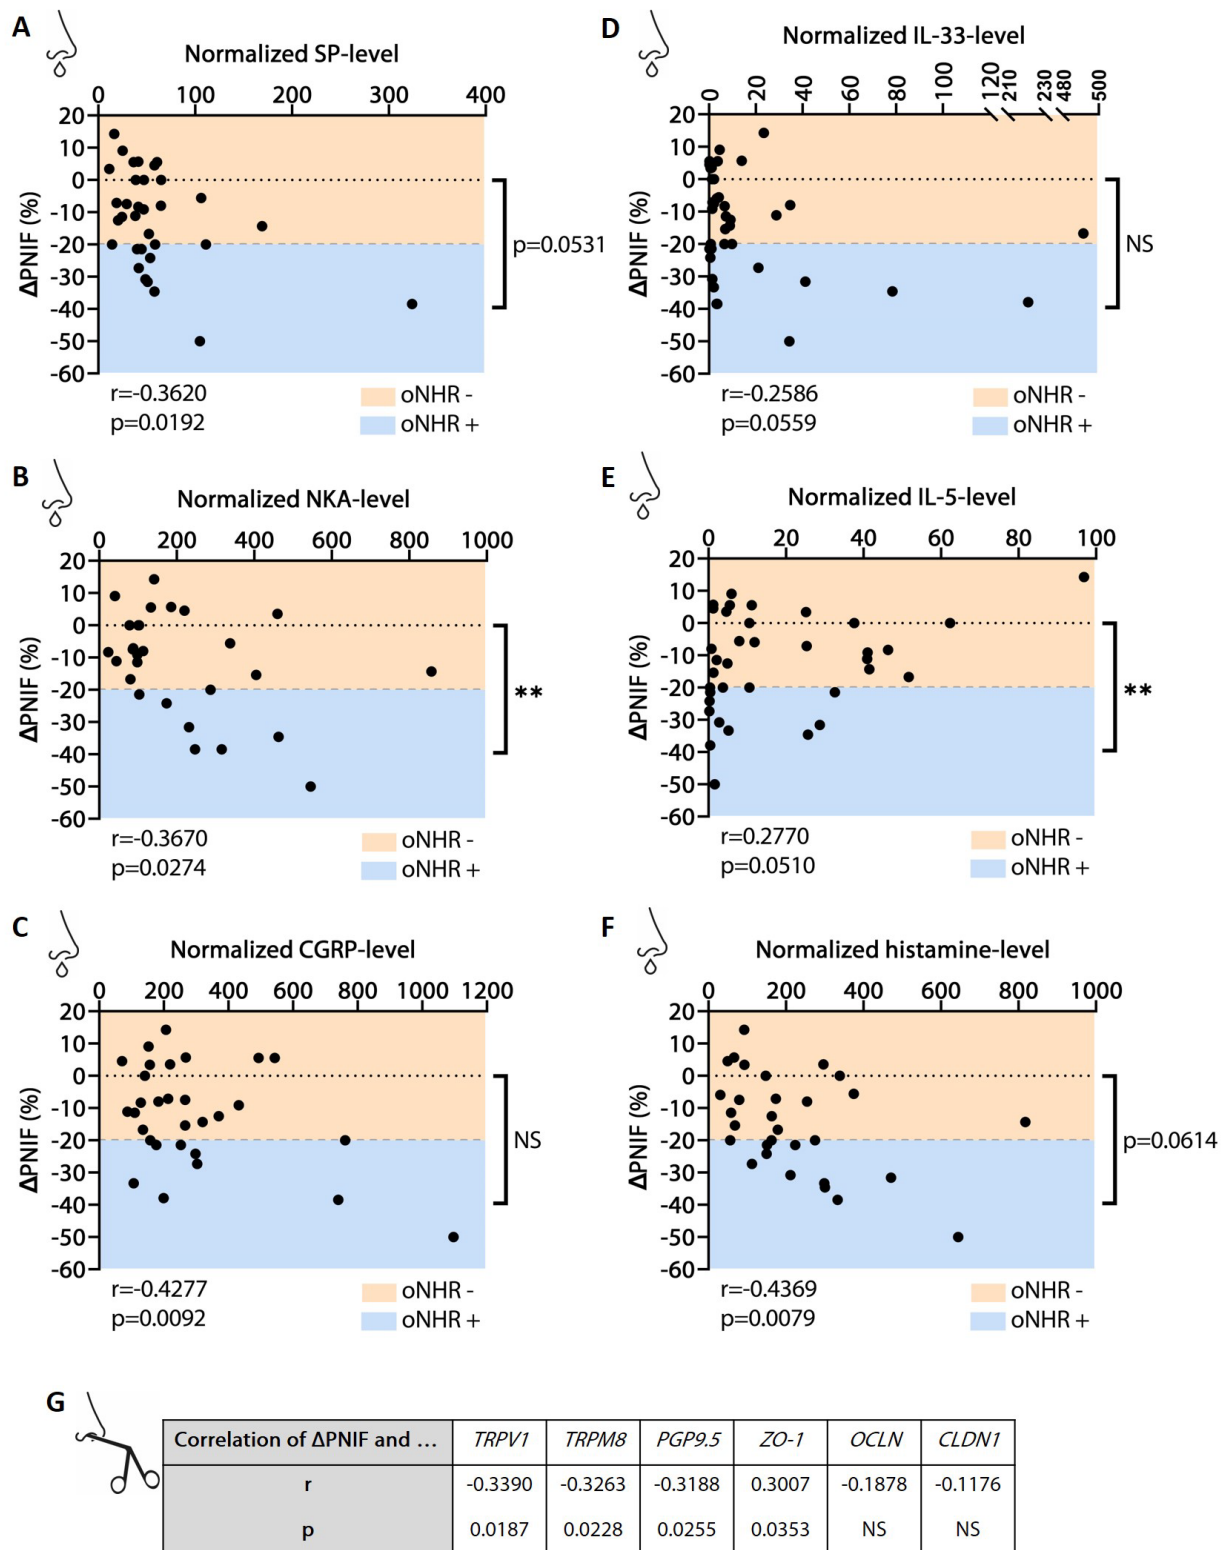 A
Normalized SP-level
0 100 200 300 400
20
10
0
-10
-20
-30
-40
-50
-60
ΔPNIF (%)
p=0.0531
r=-0.3620
p=0.0192
oNHR -
oNHR +
B
Normalized NKA-level
0 200 400 600 800 1000
20
10
0
-10
-20
-30
-40
-50
-60
ΔPNIF (%)
**
r=-0.3670
p=0.0274
oNHR -
oNHR +
C
Normalized CGRP-level
0 200 400 600 800 1000 1200
20
10
0
-10
-20
-30
-40
-50
-60
ΔPNIF (%)
NS
r=-0.4277
p=0.0092
oNHR -
oNHR +
D
Normalized IL-33-level
0 20 40 60 80 100 120 210 230 480 500
20
10
0
-10
-20
-30
-40
-50
-60
ΔPNIF (%)
NS
r=-0.2586
p=0.0559
oNHR -
oNHR +
E
Normalized IL-5-level
0 20 40 60 80 100
20
10
0
-10
-20
-30
-40
-50
-60
ΔPNIF (%)
**
r=0.2770
p=0.0510
oNHR -
oNHR +
F
Normalized histamine-level
0 200 400 600 800 1000
20
10
0
-10
-20
-30
-40
-50
-60
ΔPNIF (%)
p=0.0614
r=-0.4369
p=0.0079
oNHR -
oNHR +
G
Correlation of ΔPNIF and ... TRPV1 TRPM8 PGP9.5 ZO-1 OCLN CLDN1
r -0.3390 -0.3263 -0.3188 0.3007 -0.1878 -0.1176
p 0.0187 0.0228 0.0255 0.0353 NS NS